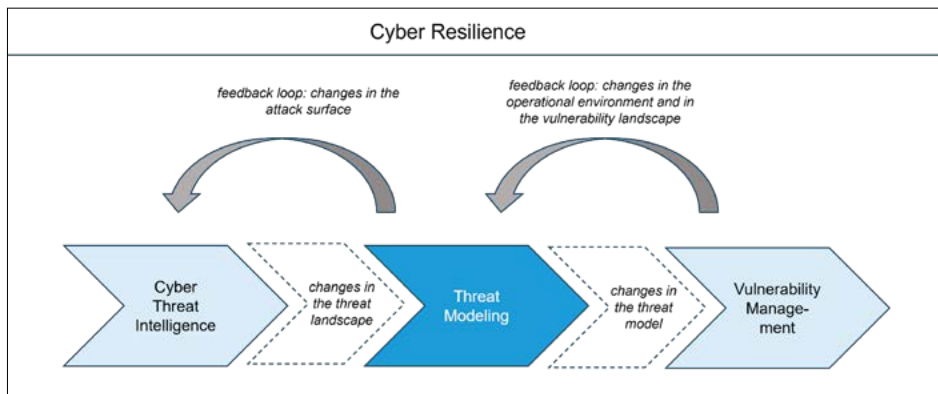 Cyber Resilience
feedback loop: changes in the
attack surface
feedback loop: changes in the
operational environment and in
the vulnerability landscape
Cyber
Threat
Intelligence
changes in
the threat
landscape
Threat
Modeling
changes in
the threat
model
Vulnerability
Manage-
ment